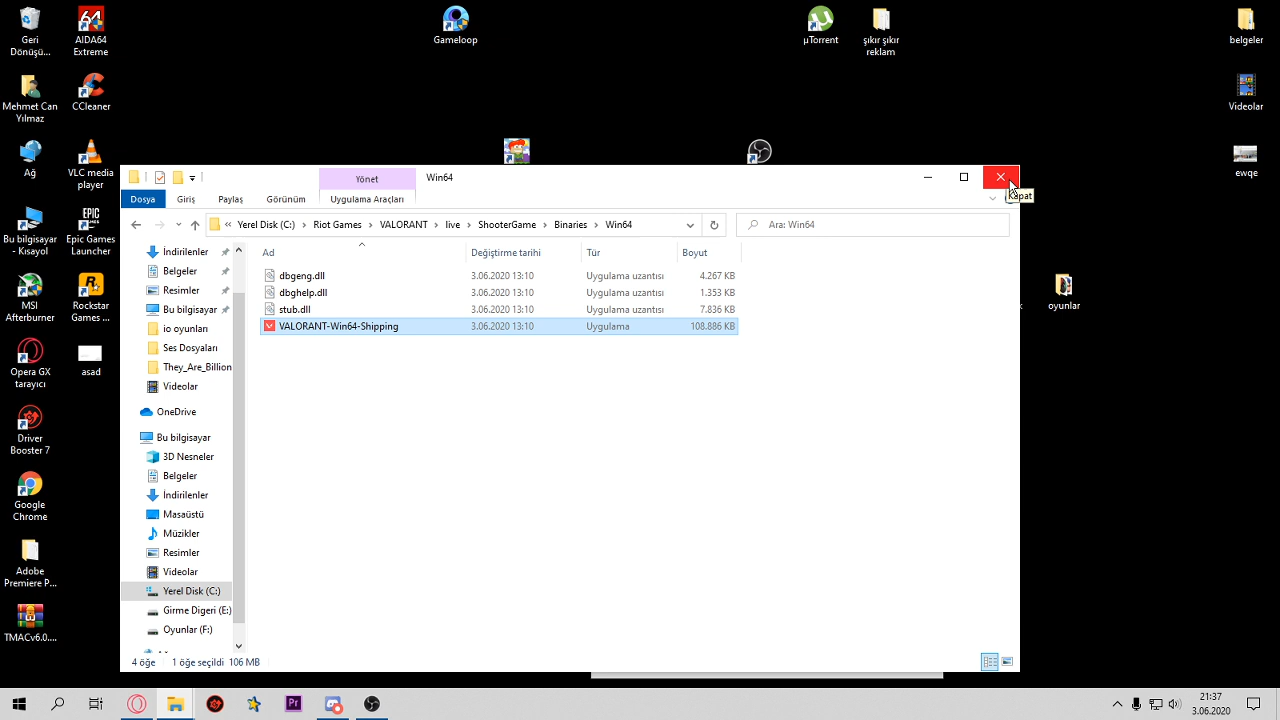 Geri
Dönüşü...
AIDA64
Extreme
Gameloop
µTorrent
şıkır şıkır
reklam
belgeler
Mehmet Can
Yılmaz
CCleaner
Videolar
Ağ
VLC media
player
ewqe
Bu bilgisayar
- Kısayol
Epic Games
Launcher
MSI
Afterburner
Rockstar
Games ...
oyunlar
Opera GX
tarayıcı
asad
Driver
Booster 7
Google
Chrome
Adobe
Premiere P...
TMACv6.0....
Yönet
Win64
Kapat
Dosya
Giriş
Paylaş
Görünüm
Uygulama Araçları
« Yerel Disk (C:) > Riot Games > VALORANT > live > ShooterGame > Binaries > Win64
Ara: Win64
Ad
Değiştirme tarihi
Tür
Boyut
dbgeng.dll 3.06.2020 13:10 Uygulama uzantısı 4.267 KB
dbghelp.dll 3.06.2020 13:10 Uygulama uzantısı 1.353 KB
stub.dll 3.06.2020 13:10 Uygulama uzantısı 7.836 KB
VALORANT-Win64-Shipping 3.06.2020 13:10 Uygulama 108.886 KB
İndirilenler
Belgeler
Resimler
Bu bilgisayar
io oyunları
Ses Dosyaları
They_Are_Billion
Videolar
OneDrive
Bu bilgisayar
3D Nesneler
Belgeler
İndirilenler
Masaüstü
Müzikler
Resimler
Videolar
Yerel Disk (C:)
Girme Digeri (E:)
Oyunlar (F:)
4 öğe
1 öğe seçildi 106 MB
21:37
3.06.2020